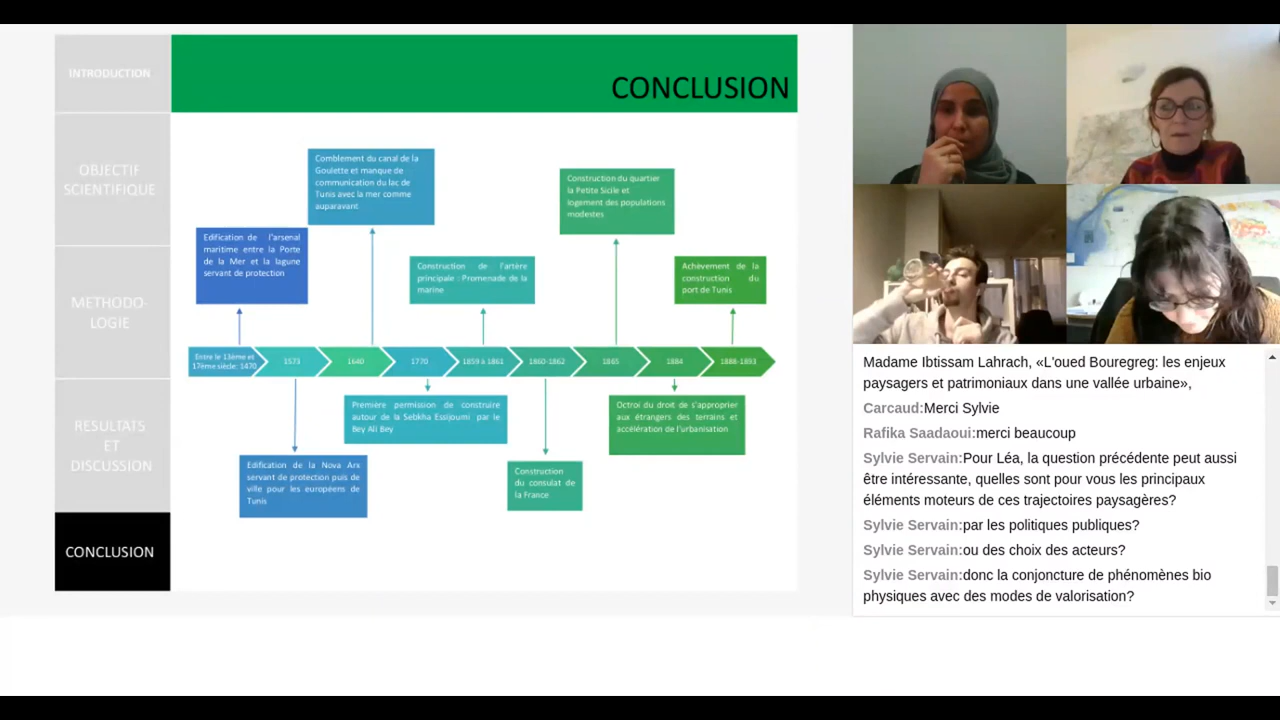 INTRODUCTION
OBJECTIF
SCIENTIFIQUE
METHODO-
LOGIE
RESULTATS
ET
DISCUSSION
CONCLUSION
CONCLUSION
Comblement du canal de la
Goulette et manque de
communication du lac de
Tunis avec la mer comme
auparavant
Construction du quartier
la Petite Sicile et
logement des populations
modestes
Edification de l'arsenal
maritime entre la Porte
de la Mer et la lagune
servant de protection
Construction de l'artère
principale : Promenade de la
marine
Achèvement de la
construction du
port de Tunis
Entre le 13ème et
17ème siècle: 1470
1573
1640
1770
1859 à 1861
1860-1862
1865
1884
1888-1893
Première permission de construire
autour de la Sebkha Essijoumi par le
Bey Ali Bey
Octroi du droit de s'approprier
aux étrangers des terrains et
accélération de l'urbanisation
Edification de la Nova Arx
servant de protection puis de
ville pour les européens de
Tunis
Construction
du consulat de
la France
Madame Ibtissam Lahrach, «L'oued Bouregreg: les enjeux
paysagers et patrimoniaux dans une vallée urbaine»,
Carcaud:Merci Sylvie
Rafika Saadaoui:merci beaucoup
Sylvie Servain:Pour Léa, la question précédente peut aussi
être intéressante, quelles sont pour vous les principaux
éléments moteurs de ces trajectoires paysagères?
Sylvie Servain:par les politiques publiques?
Sylvie Servain:ou des choix des acteurs?
Sylvie Servain:donc la conjoncture de phénomènes bio
physiques avec des modes de valorisation?